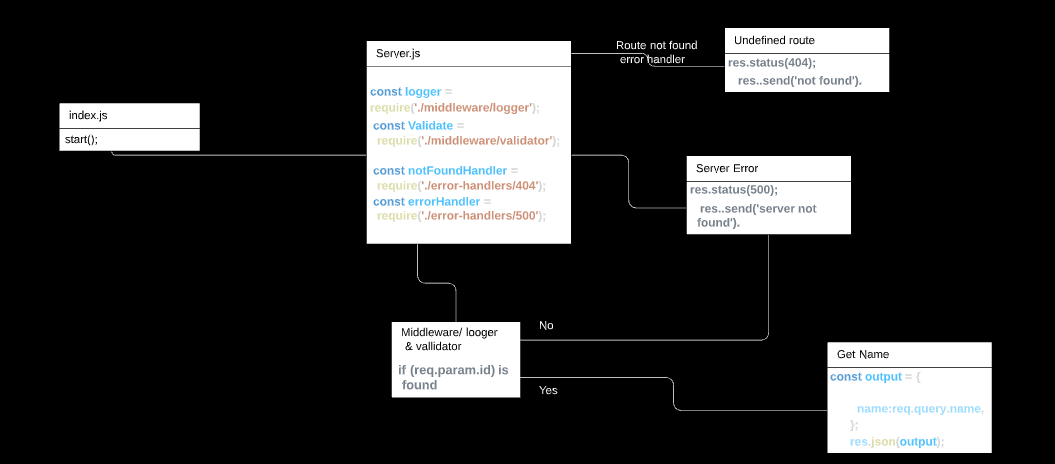 index.js
start();
Server.js
const logger =
require('./middleware/logger');
const Validate =
require('./middleware/validator');
const notFoundHandler =
require('./error-handlers/404');
const errorHandler =
require('./error-handlers/500');
Route not found
error handler
Undefined route
res.status(404);
res..send('not found').
Server Error
res.status(500);
res..send('server not
found').
Middleware/ looger
& vallidator
if (req.param.id) is
found
No
Yes
Get Name
const output = {
name:req.query.name,
};
res.json(output);